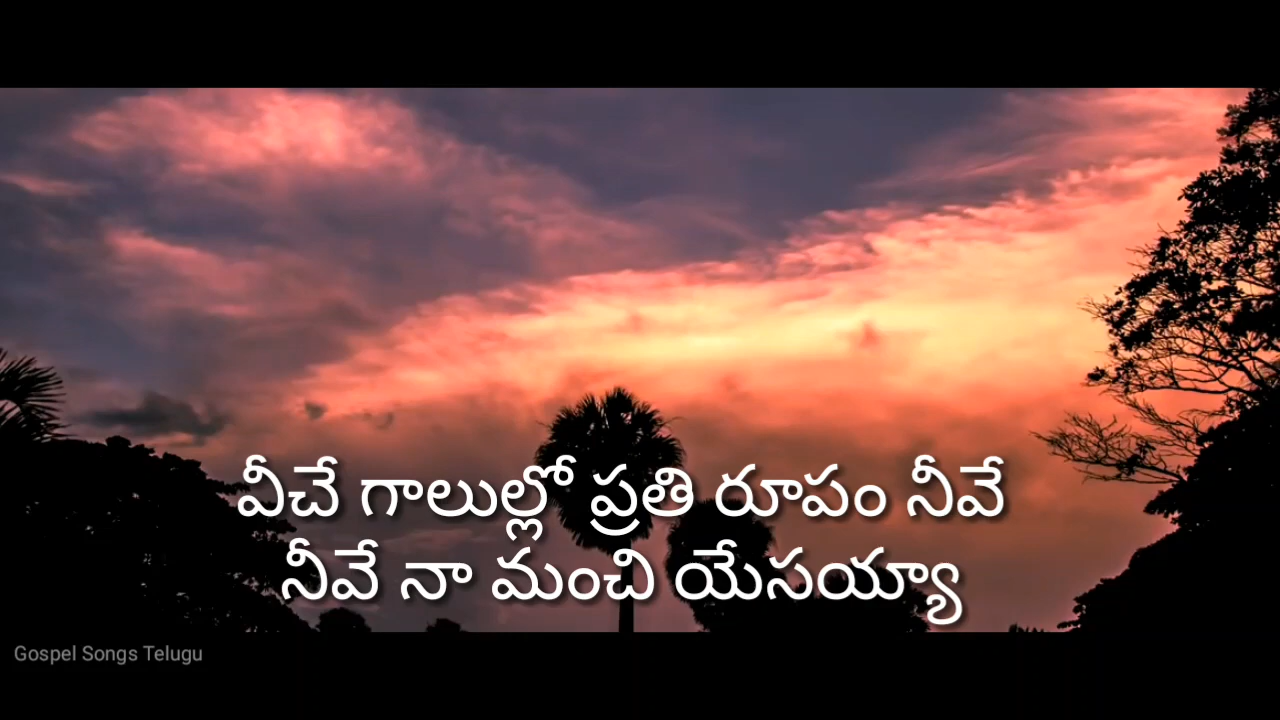 వీచే గాలుల్లో ప్రతి రూపం నీవే
నీవే నా మంచి యేసయ్యా
Gospel Songs Telugu